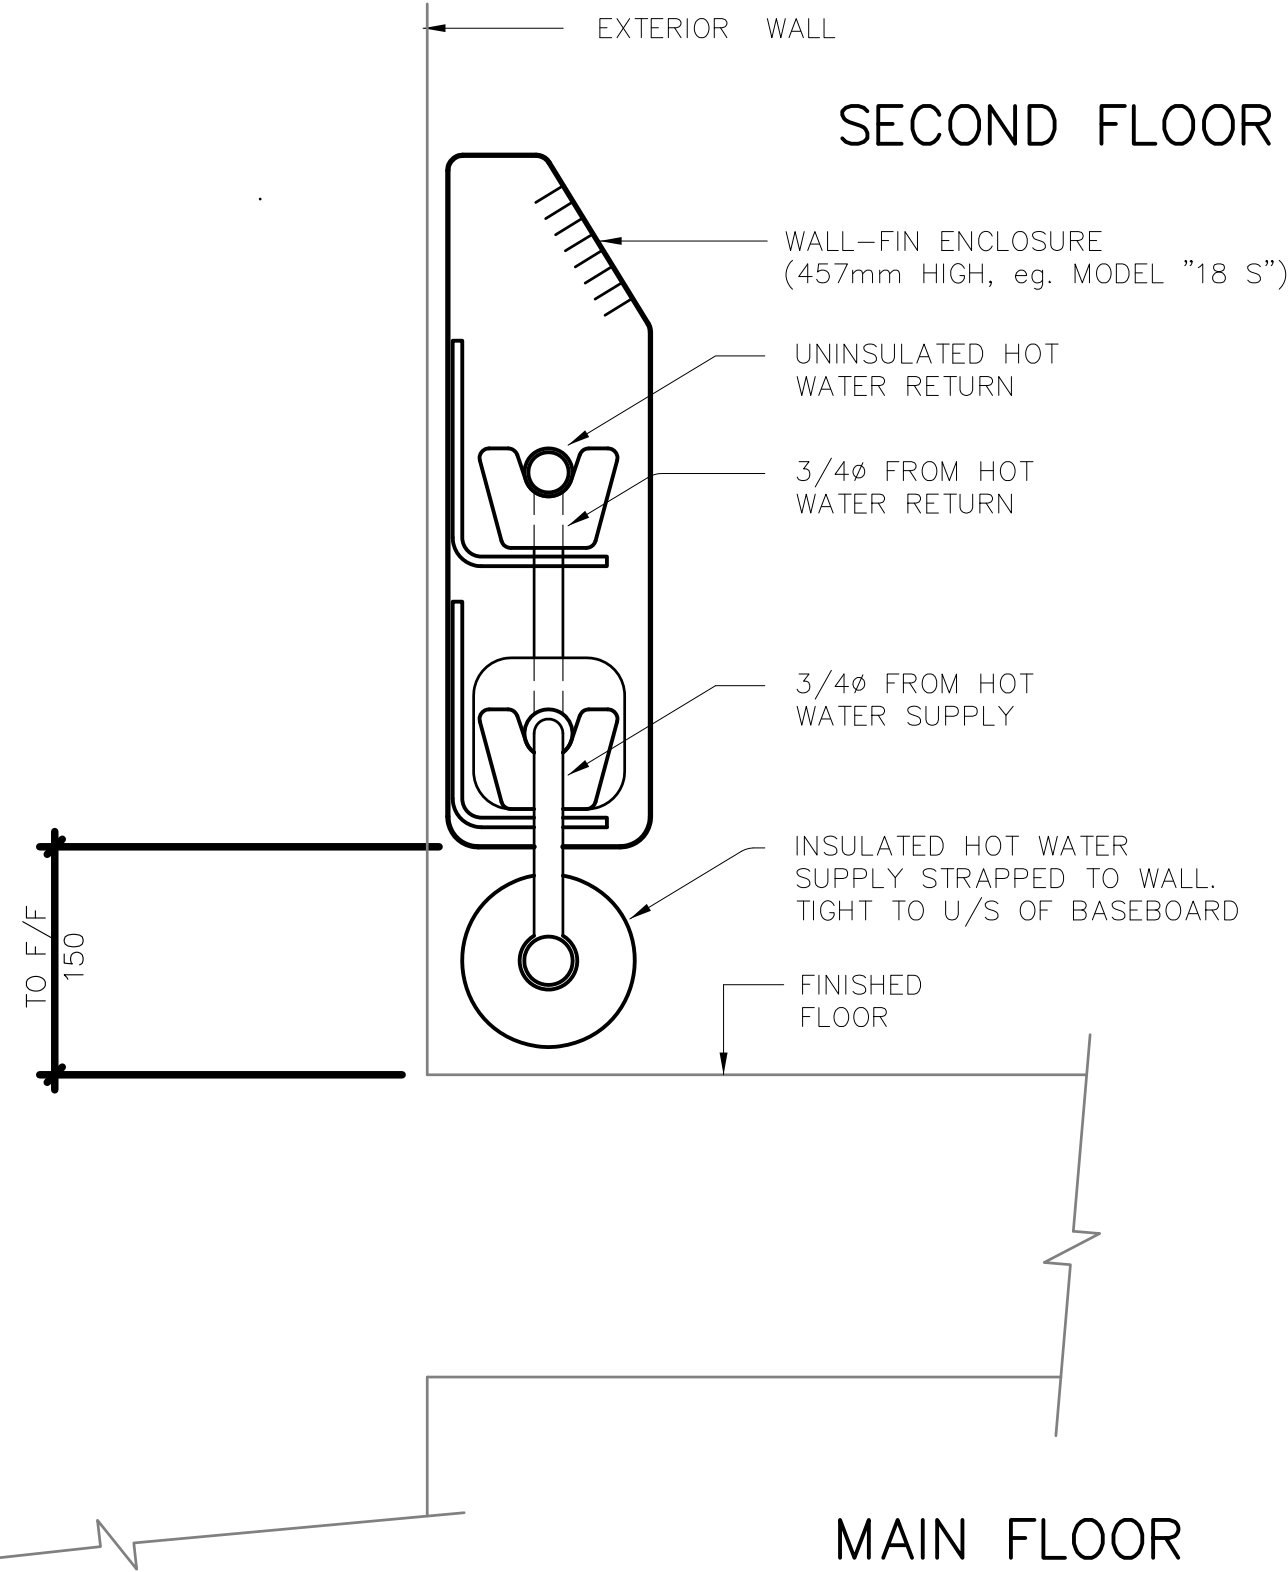 EXTERIOR WALL
SECOND FLOOR
WALL-FIN ENCLOSURE
(457mm HIGH, eg. MODEL "18 S")
UNINSULATED HOT
WATER RETURN
3/4ø FROM HOT
WATER RETURN
3/4ø FROM HOT
WATER SUPPLY
INSULATED HOT WATER
SUPPLY STRAPPED TO WALL.
TIGHT TO U/S OF BASEBOARD
TO F/F
150
FINISHED
FLOOR
MAIN FLOOR